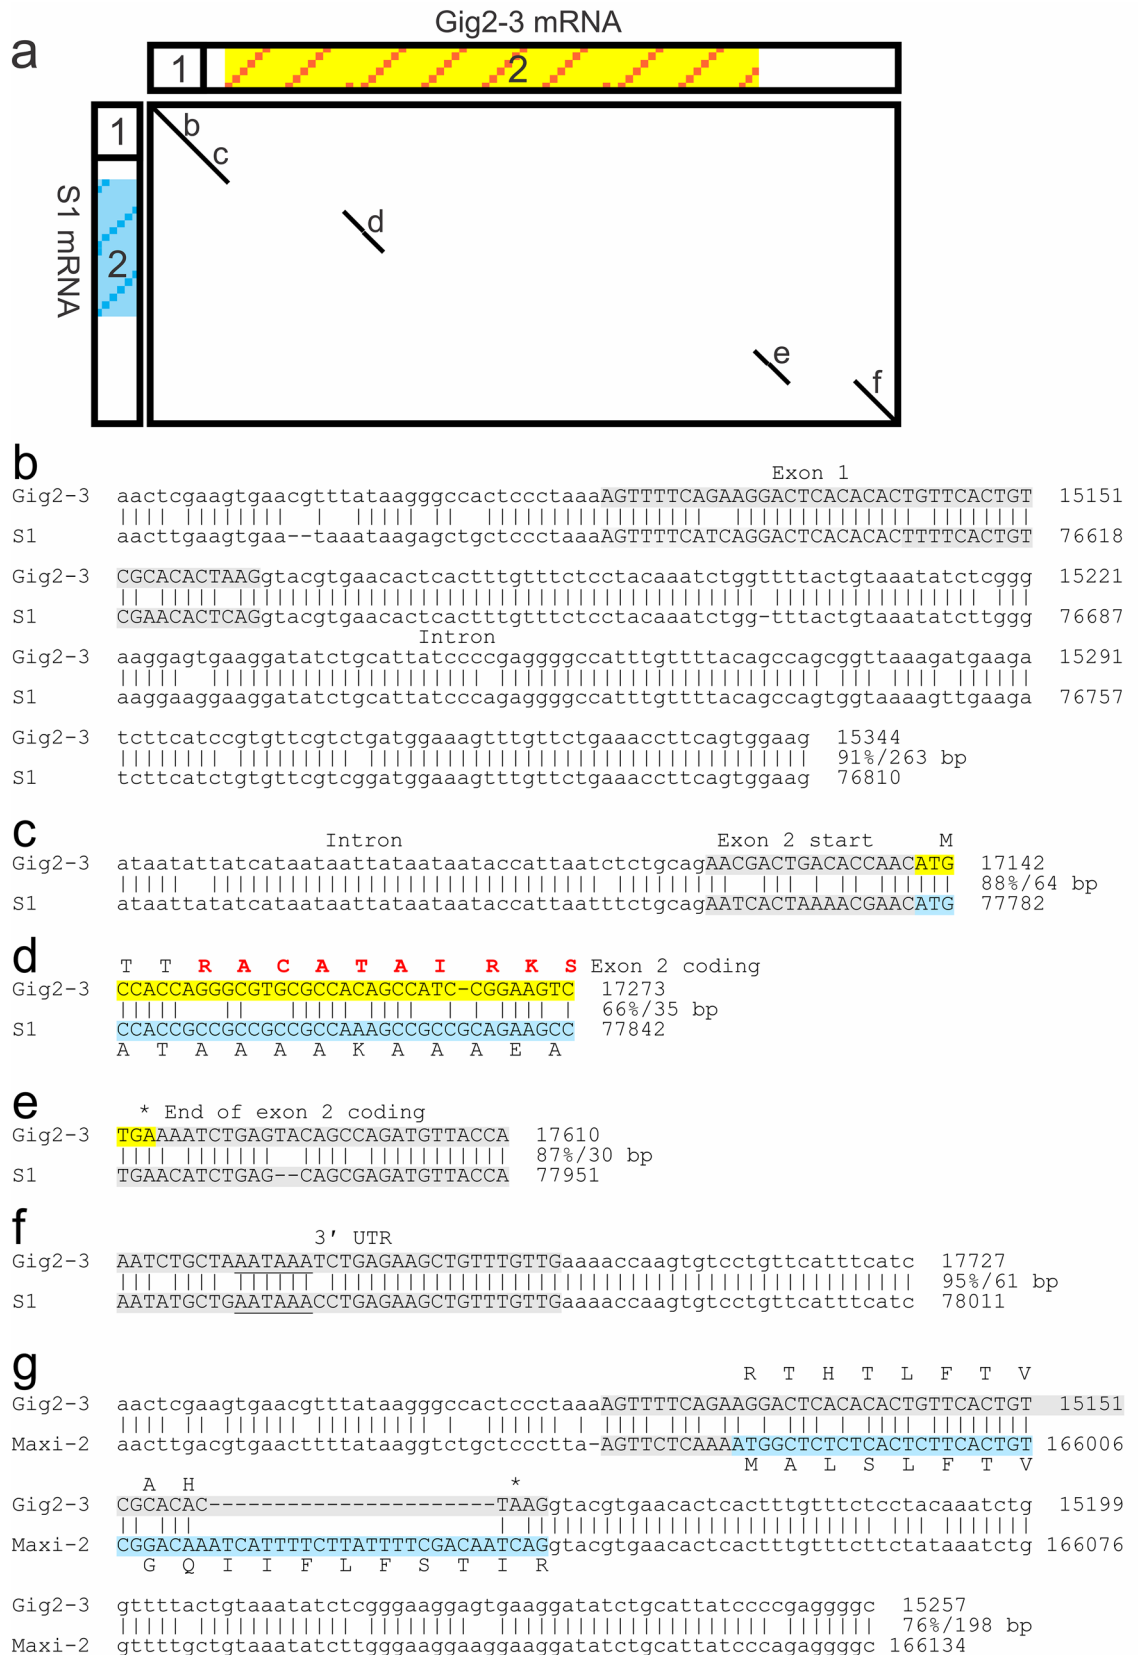 a
Gig2-3 mRNA
1 2
S1 mRNA
1
2
b
c
d
e
f
b
Exon 1
Gig2-3 aactcgaagtgaacgtttataagggccactccctaaaAGTTTTCAGAAGGACTCACACACTGTTCACTGT 15151
S1 aacttgaagtgaa--taaataagagctgctccctaaaAGTTTTCATCAGGACTCACACACTTTTCACTGT 76618
Gig2-3 CGCACACTAAGgtacgtgaacactcactttgtttctcctacaaatctggttttactgtaaatatctcggg 15221
S1 CGAACACTCAGgtacgtgaacactcactttgtttctcctacaaatctgg-tttactgtaaatatcttggg 76687
Intron
Gig2-3 aaggagtgaaggatatctgcattatccccgaggggccatttgttttacagccagcggttaaagatgaaga 15291
S1 aaggaaggaaggatatctgcattatcccagaggggccatttgttttacagccagtggtaaaagttgaaga 76757
Gig2-3 tcttcatccgtgttcgtctgatggaaagtttgttctgaaaccttcagtggaag 15344
91%/263 bp
S1 tcttcatctgtgttcgtcggatggaaagtttgttctgaaaccttcagtggaag 76810
c
Intron Exon 2 start M
Gig2-3 ataatattatcataataattataataataccattaatctctgcagAACGACTGACACCAACATG 17142
88%/64 bp
S1 ataattatatcataataattataataataccattaatttctgcagAATCACTAAAACGAACATG 77782
d
T T R A C A T A I R K S Exon 2 coding
Gig2-3 CCACCAGGGCGTGCGCCACAGCCATC-CGGAAGTC 17273
66%/35 bp
S1 CCACCGCCGCCGCCGCCAAAGCCGCCGCAGAAGCC 77842
A T A A A A K A A A E A
e
* End of exon 2 coding
Gig2-3 TGAAAATCTGAGTACAGCCAGATGTTACCA 17610
87%/30 bp
S1 TGAACATCTGAG--CAGCGAGATGTTACCA 77951
f
3′ UTR
Gig2-3 AATCTGCTAAATAAATCTGAGAAGCTGTTTGTTGaaaaccaagtgtcctgttcatttcatc 17727
95%/61 bp
S1 AATATGCTGAATAAACCTGAGAAGCTGTTTGTTGaaaaccaagtgtcctgttcatttcatc 78011
g
R T H T L F T V
Gig2-3 aactcgaagtgaacgtttataagggccactccctaaaAGTTTTCAGAAGGACTCACACACTGTTCACTGT 15151
Maxi-2 aacttgacgtgaacttttataaggtctgctcccttta-AGTTCTCAAAATGGCTCTCTCACTCTTCACTGT 166006
M A L S L F T V
A H *
Gig2-3 CGCACAC----------------------TAAGgtacgtgaacactcactttgtttctcctacaaatctg 15199
Maxi-2 CGGACAAATCATTTTCTTATTTTCGACAATCAGgtacgtgaacactcactttgtttcttctataaatctg 166076
G Q I I F L F S T I R
Gig2-3 gttttactgtaaatatctcgggaaggagtgaaggatatctgcattatccccgaggggc 15257
76%/198 bp
Maxi-2 gttttgctgtaaatatcttgggaaggaaggaaggatatctgcattatcccagaggggc 166134